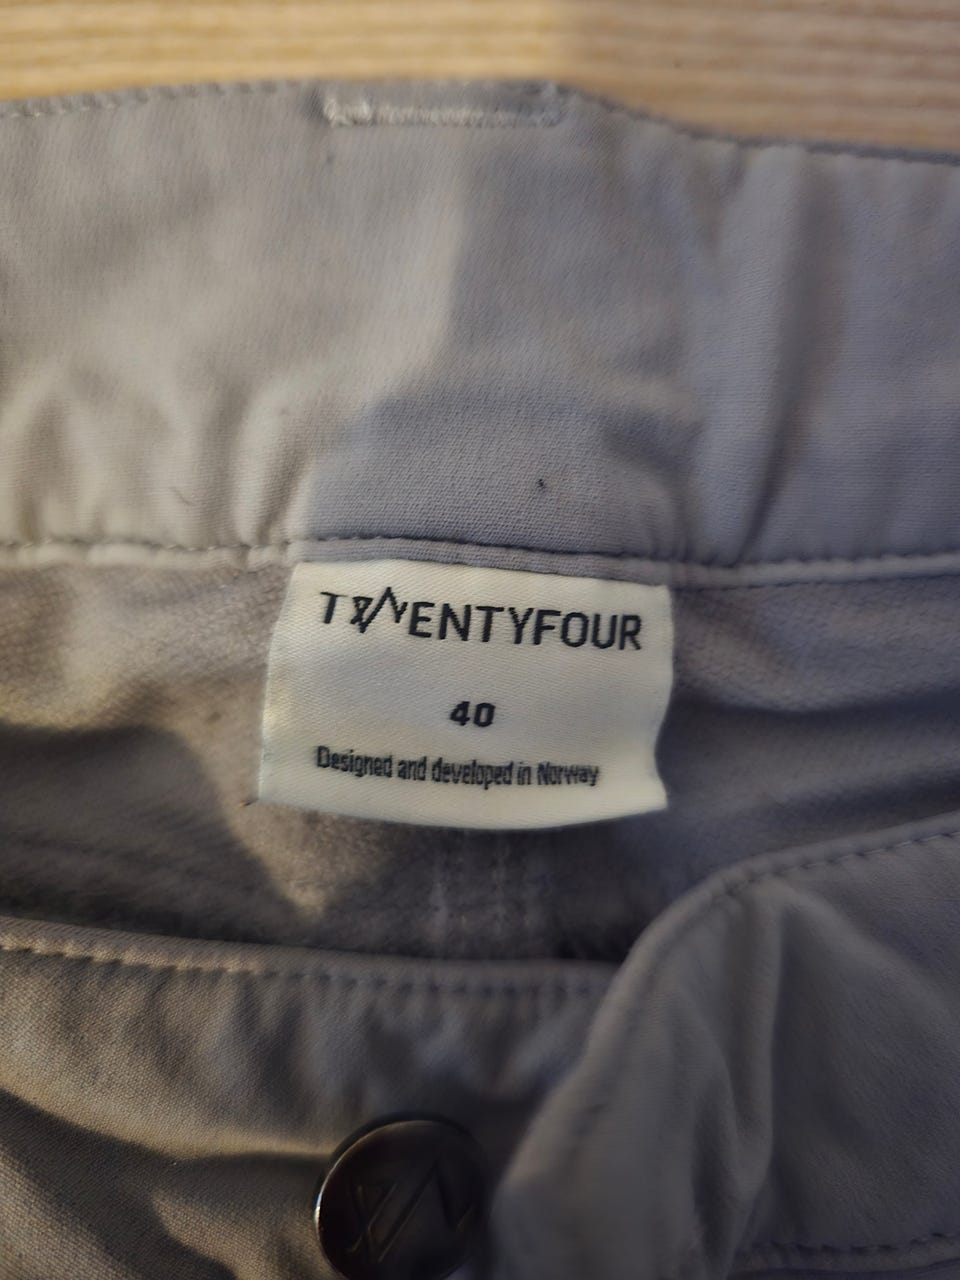 TWENTYFOUR
40
Designed and developed in Norway